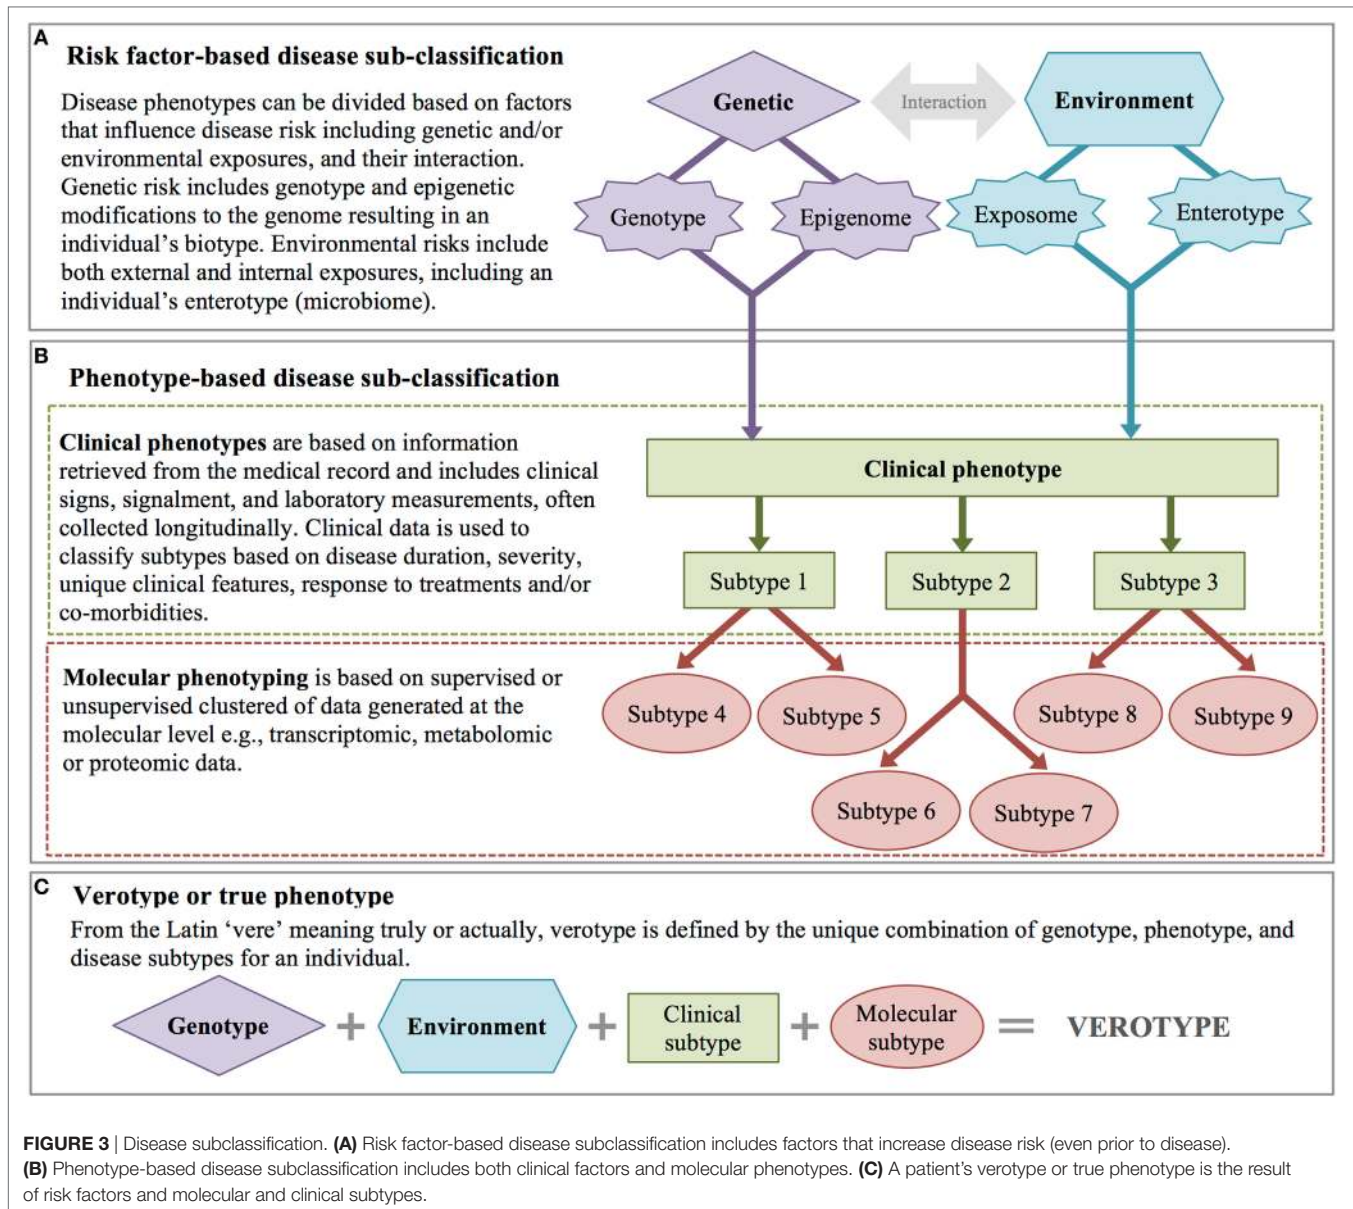 A
Risk factor-based disease sub-classification
Disease phenotypes can be divided based on factors
that influence disease risk including genetic and/or
environmental exposures, and their interaction.
Genetic risk includes genotype and epigenetic
modifications to the genome resulting in an
individual’s biotype. Environmental risks include
both external and internal exposures, including an
individual’s enterotype (microbiome).
Genetic
Interaction
Environment
Genotype
Epigenome
Exposome
Enterotype
B
Phenotype-based disease sub-classification
Clinical phenotypes are based on information
retrieved from the medical record and includes clinical
signs, signalment, and laboratory measurements, often
collected longitudinally. Clinical data is used to
classify subtypes based on disease duration, severity,
unique clinical features, response to treatments and/or
co-morbidities.
Clinical phenotype
Subtype 1
Subtype 2
Subtype 3
Molecular phenotyping is based on supervised or
unsupervised clustered of data generated at the
molecular level e.g., transcriptomic, metabolomic
or proteomic data.
Subtype 4
Subtype 5
Subtype 8
Subtype 9
Subtype 6
Subtype 7
C
Verotype or true phenotype
From the Latin ‘vere’ meaning truly or actually, verotype is defined by the unique combination of genotype, phenotype, and
disease subtypes for an individual.
Genotype
+
Environment
+
Clinical
subtype
+
Molecular
subtype
=
VEROTYPE
FIGURE 3 | Disease subclassification. (A) Risk factor-based disease subclassification includes factors that increase disease risk (even prior to disease).
(B) Phenotype-based disease subclassification includes both clinical factors and molecular phenotypes. (C) A patient’s verotype or true phenotype is the result
of risk factors and molecular and clinical subtypes.